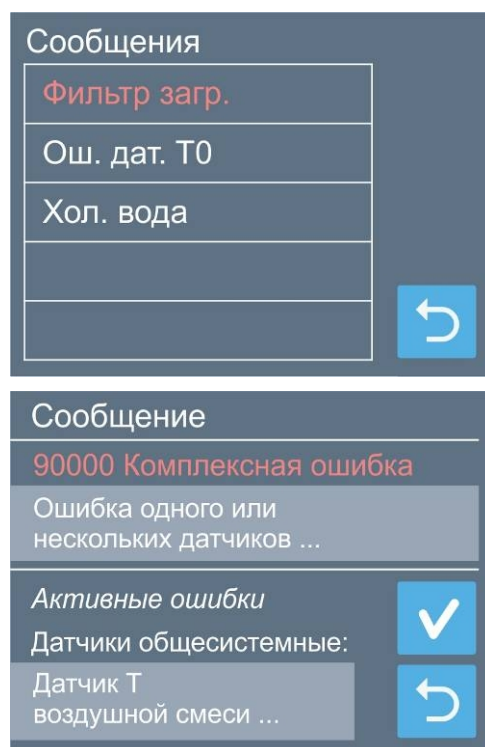 Сообщения
Фильтр загр.
Ош. дат. T0
Хол. вода
Сообщение
90000 Комплексная ошибка
Ошибка одного или
нескольких датчиков ...
Активные ошибки
Датчики общесистемные:
Датчик Т
воздушной смеси ...